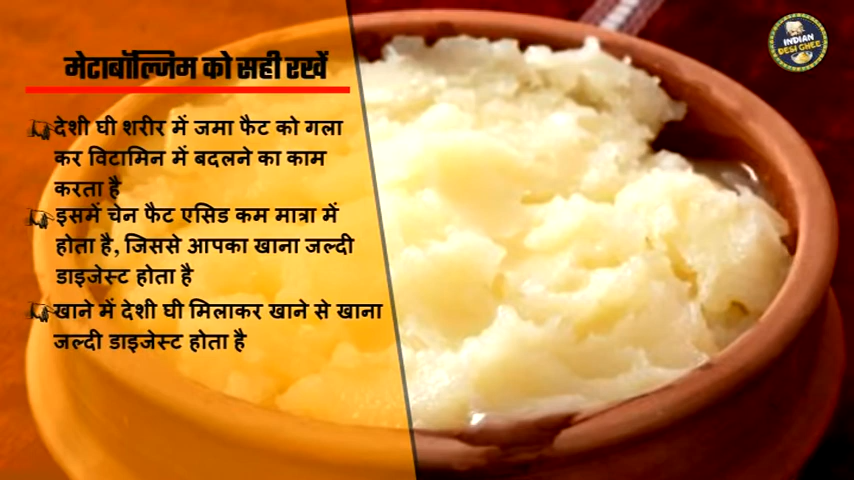 मेटाबॉल्जिम को सही रखें
INDIAN
DESI GHEE
देशी घी शरीर में जमा फैट को गला
कर विटामिन में बदलने का काम
करता है
इसमें चेन फैट एसिड कम मात्रा में
होता है, जिससे आपका खाना जल्दी
डाइजेस्ट होता है
खाने में देशी घी मिलाकर खाने से खाना
जल्दी डाइजेस्ट होता है